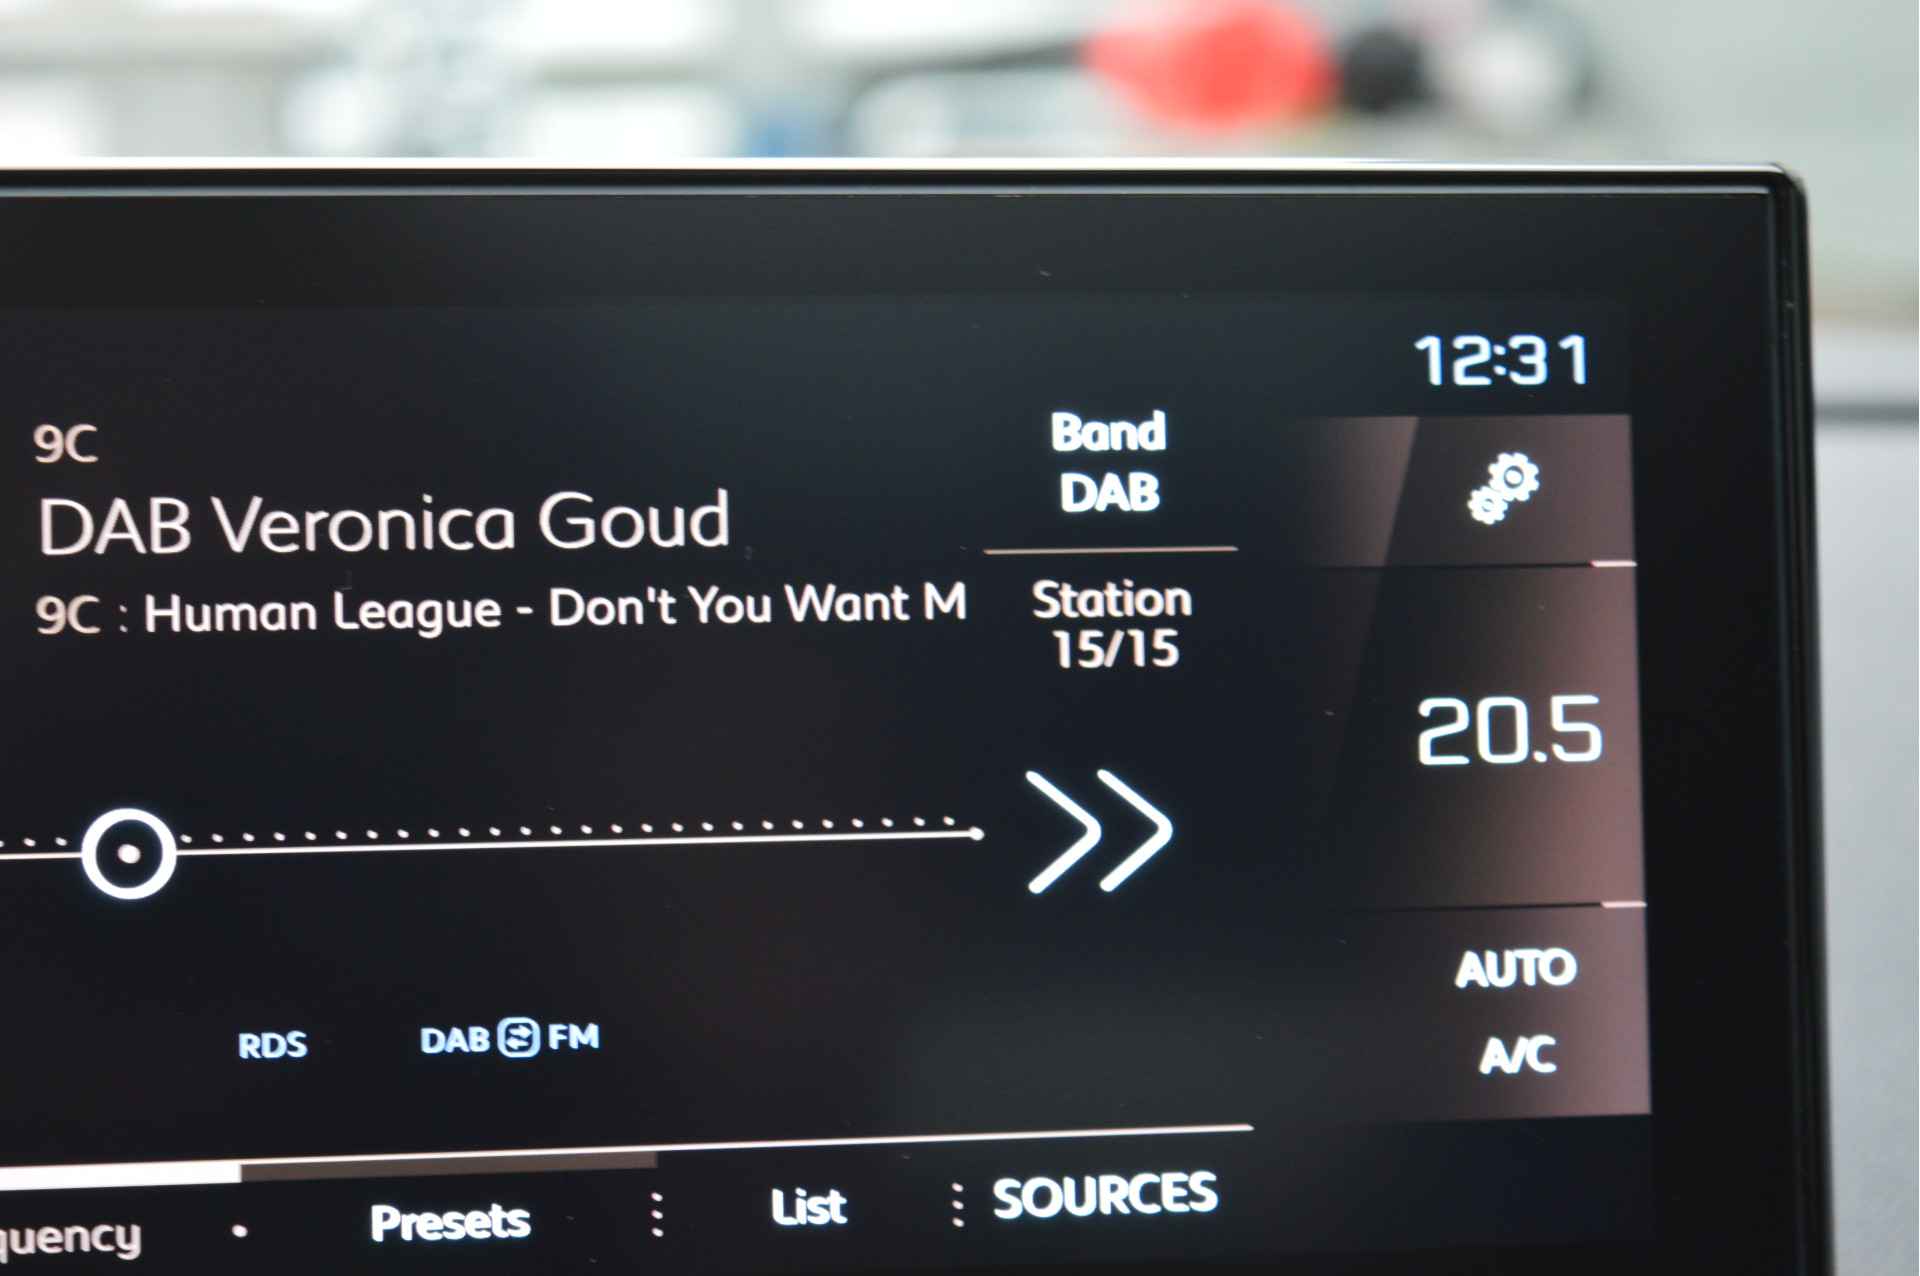 12:31
9C
DAB Veronica Goud
9C : Human League - Don't You Want M
Band
DAB
Station
15/15
20.5
AUTO
A/C
RDS
DAB FM
quency
Presets
List
SOURCES